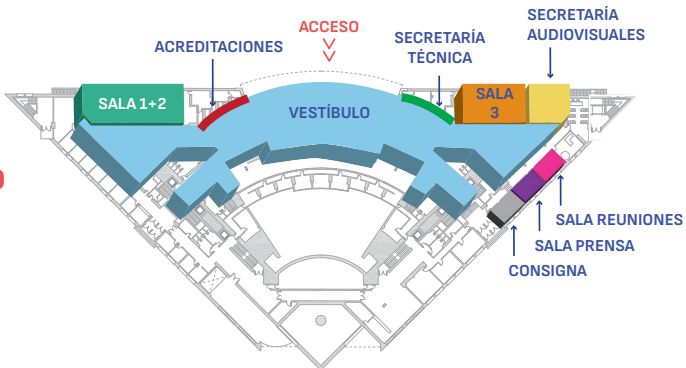 SECRETARÍA
AUDIOVISUALES
ACCESO
ACREDITACIONES
SECRETARÍA
TÉCNICA
SALA 1+2
VESTÍBULO
SALA
3
SALA REUNIONES
SALA PRENSA
CONSIGNA